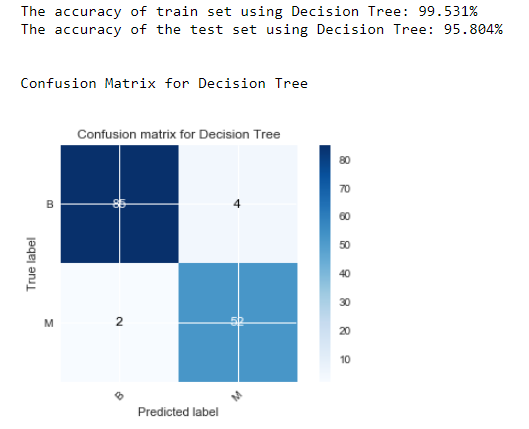 The accuracy of train set using Decision Tree: 99.531%
The accuracy of the test set using Decision Tree: 95.804%
Confusion Matrix for Decision Tree
Confusion matrix for Decision Tree
80
70
60
50
40
30
20
10
True label
B
M
85
4
2
52
B
M
Predicted label